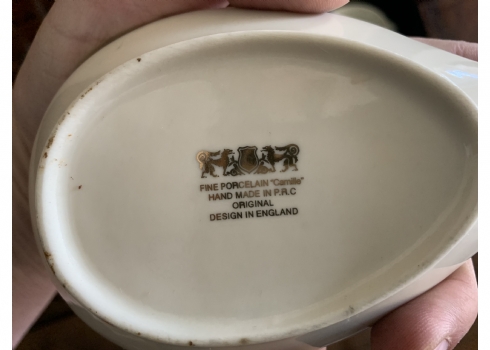 FINE PORCELAIN "Camille"
HAND MADE IN P.R.C
ORIGINAL
DESIGN IN ENGLAND